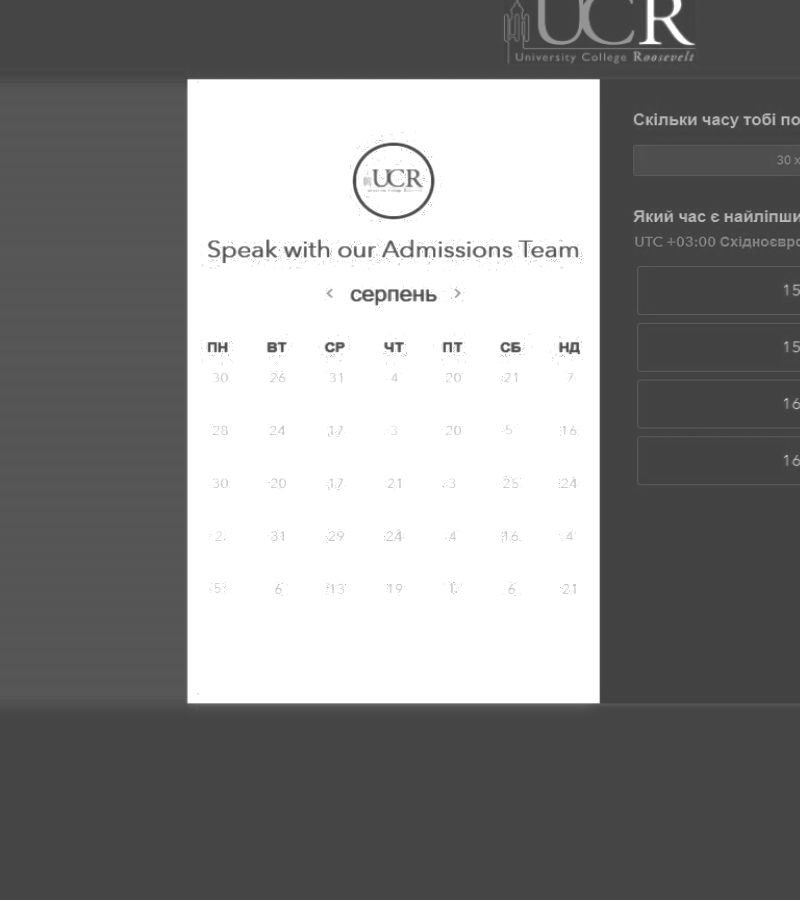 UCR
University College Roosevelt
UCR
Speak with our Admissions Team
< серпень >
ПН ВТ СР ЧТ ПТ СБ НД
30 26 31 4 20 21 7
28 24 17 3 20 5 16
30 20 17 21 3 25 24
2 31 29 24 4 16 4
5 6 13 19 1 6 21
Скільки часу тобі по
30 х
Який час є найліпши
UTC +03:00 Східноєвро
15
15
16
16